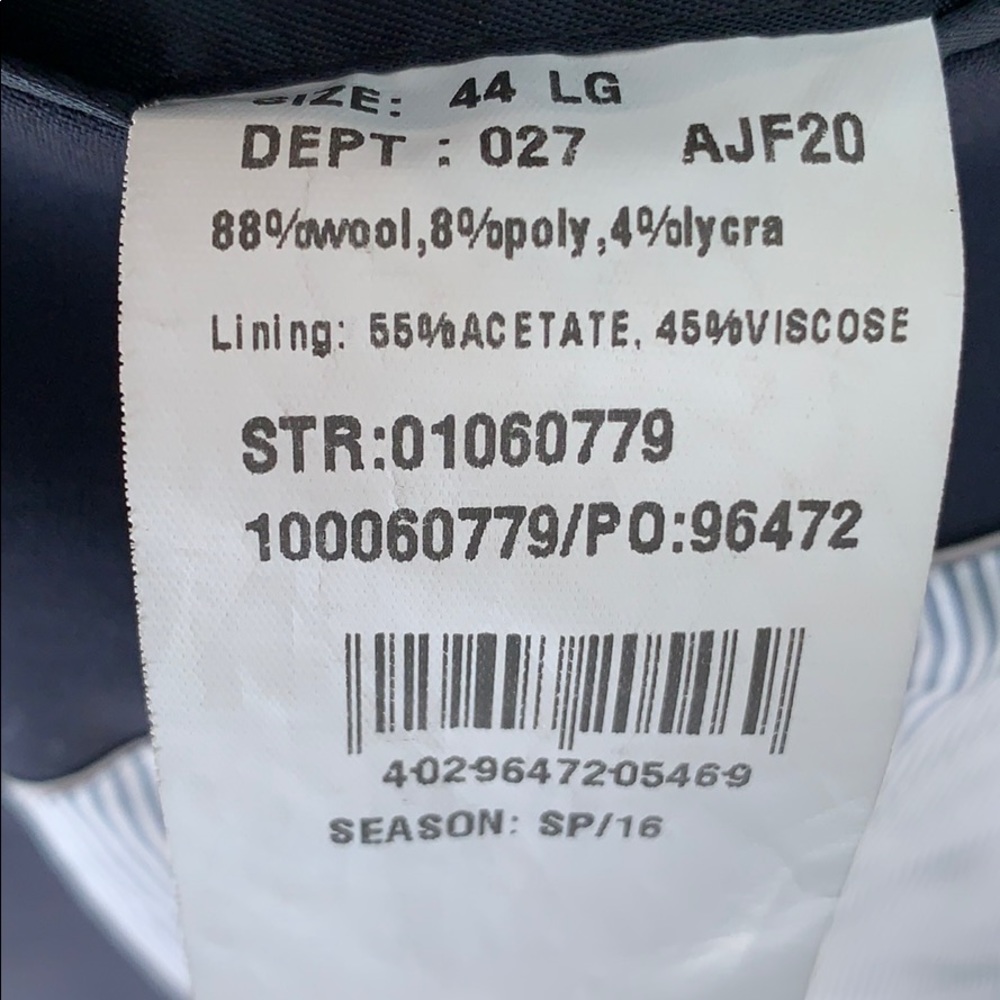 SIZE: 44 LG
DEPT : 027 AJF20
88%wool,8%poly,4%lycra
Lining: 55%ACETATE, 45%VISCOSE
STR:01060779
100060779/PO:96472
402964720546 9
SEASON: SP/16